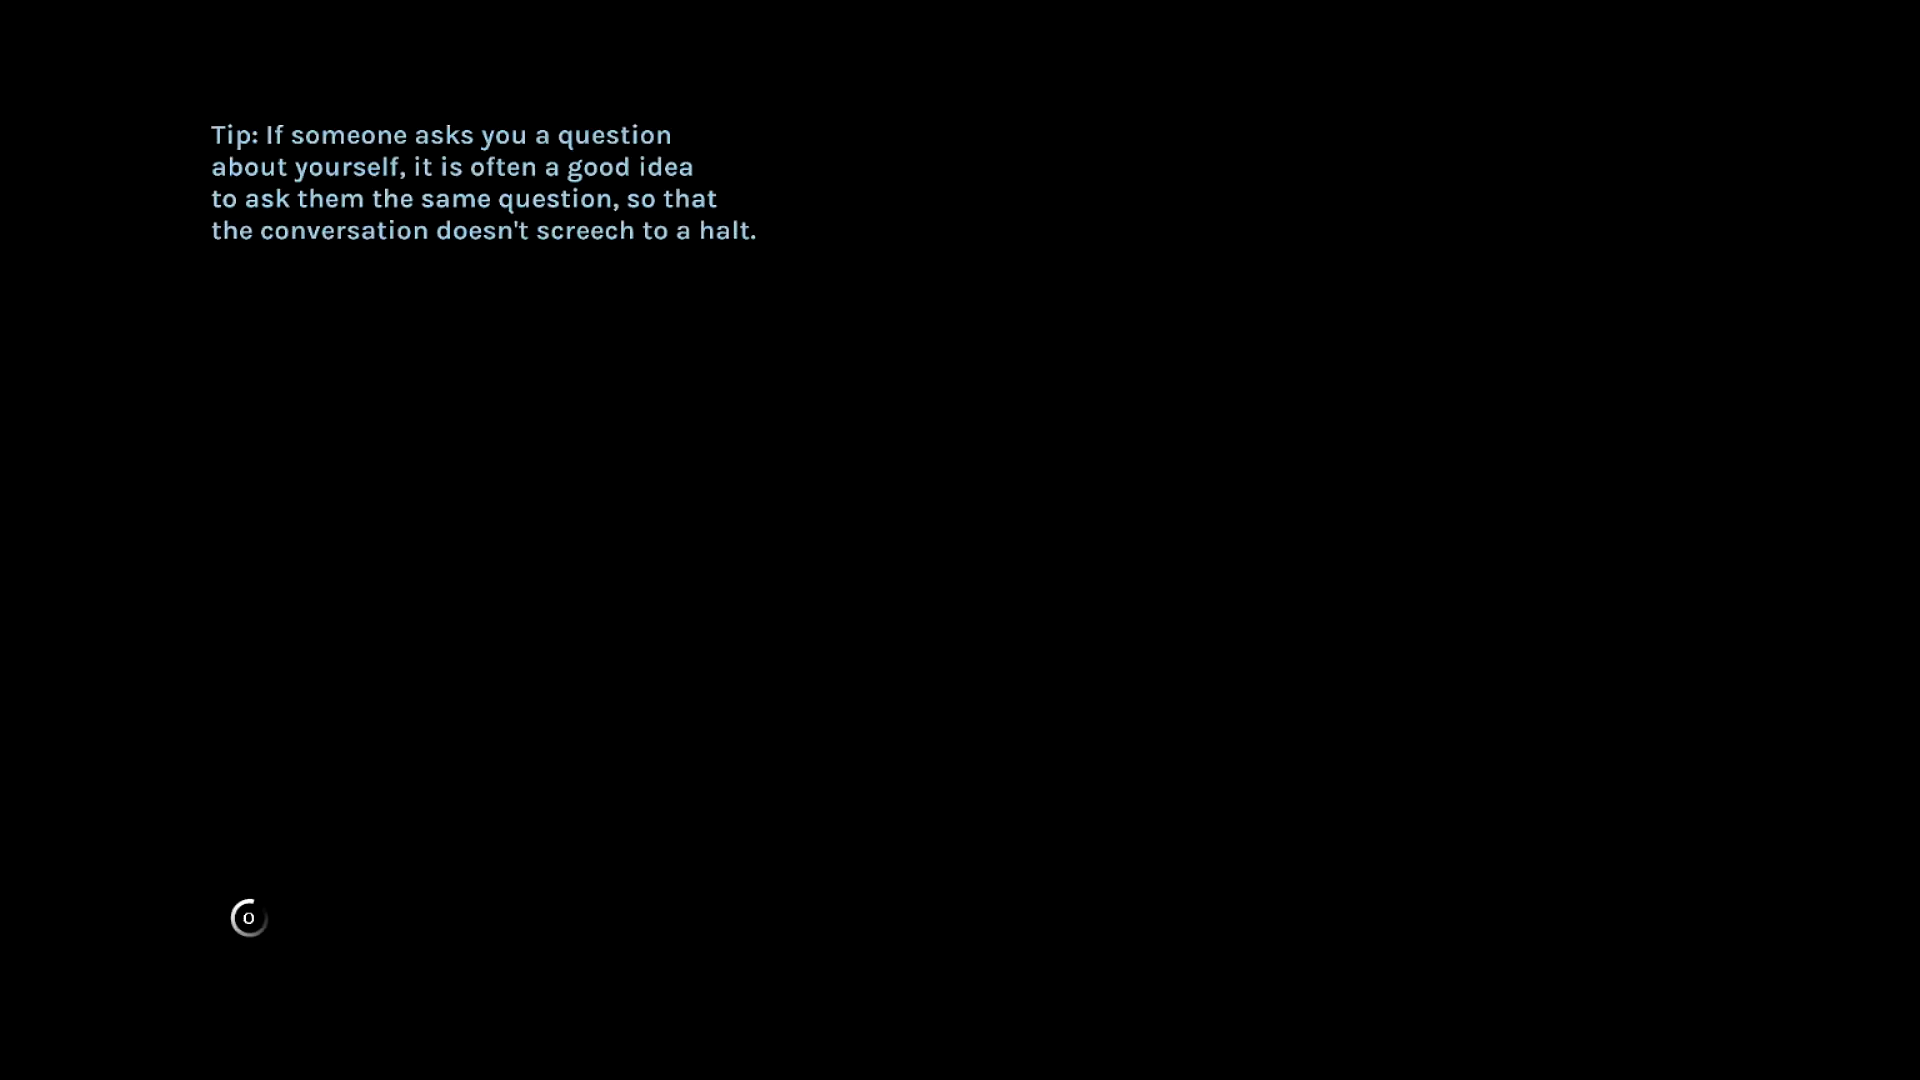 Tip: If someone asks you a question
about yourself, it is often a good idea
to ask them the same question, so that
the conversation doesn't screech to a halt.
0